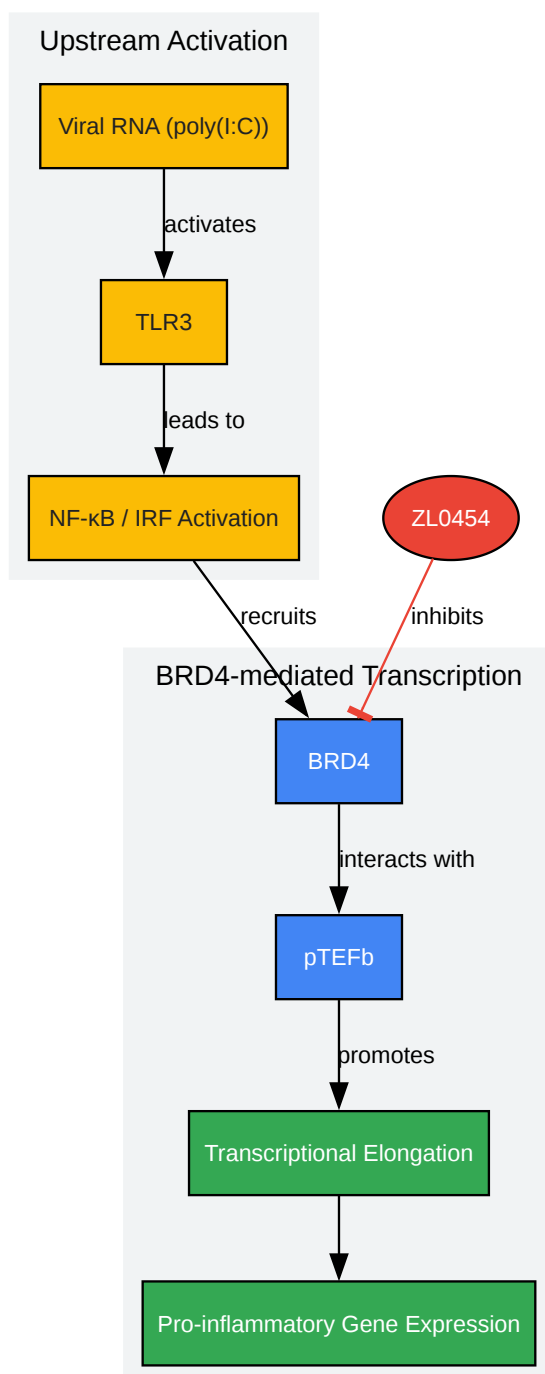 Upstream Activation
Viral RNA (poly(I:C))
activates
TLR3
leads to
NF-κB / IRF Activation
ZL0454
recruits
inhibits
BRD4-mediated Transcription
BRD4
interacts with
pTEFb
promotes
Transcriptional Elongation
Pro-inflammatory Gene Expression